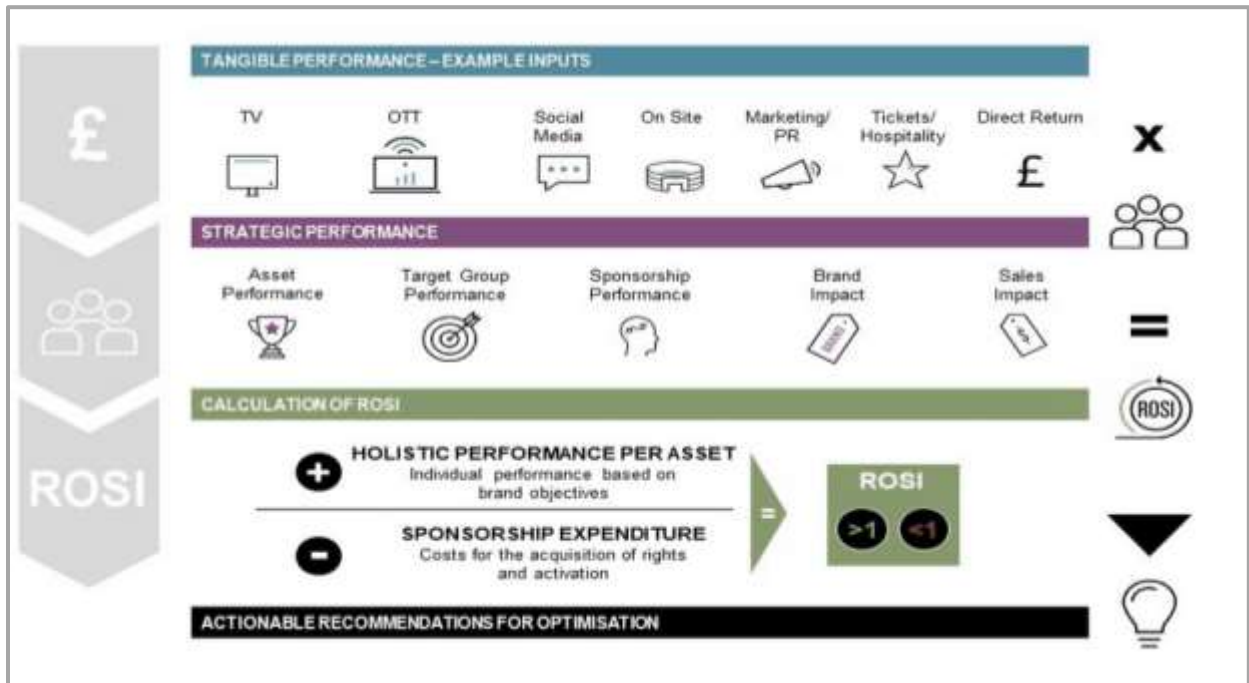 TANGIBLE PERFORMANCE – EXAMPLE INPUTS
TV
OTT
Social
Media
On Site
Marketing/
PR
Tickets/
Hospitality
Direct Return
£
£
x
STRATEGIC PERFORMANCE
Asset
Performance
Target Group
Performance
Sponsorship
Performance
Brand
Impact
Sales
Impact
BRAND
$
=
CALCULATION OF ROSI
ROSI
ROSI
+
HOLISTIC PERFORMANCE PER ASSET
Individual performance based on
brand objectives
-
SPONSORSHIP EXPENDITURE
Costs for the acquisition of rights
and activation
=
ROSI
>1 <1
ACTIONABLE RECOMMENDATIONS FOR OPTIMISATION